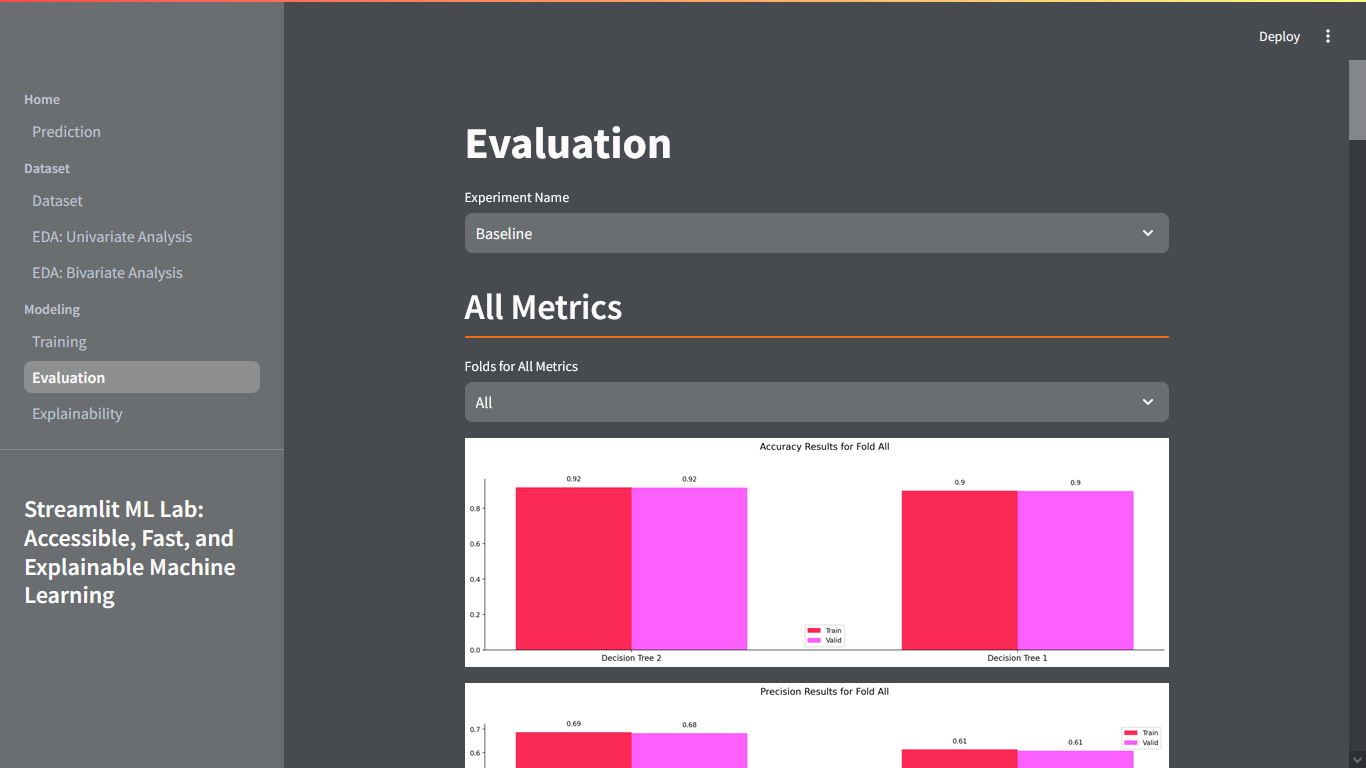 Deploy
Home
Prediction
Dataset
Dataset
EDA: Univariate Analysis
EDA: Bivariate Analysis
Modeling
Training
Evaluation
Explainability
Streamlit ML Lab:
Accessible, Fast, and
Explainable Machine
Learning
Evaluation
Experiment Name
Baseline
All Metrics
Folds for All Metrics
All
Accuracy Results for Fold All
0.92 0.92 0.9 0.9
0.8
0.6
0.4
0.2
0.0
Train
Valid
Decision Tree 2 Decision Tree 1
Precision Results for Fold All
0.69 0.68 0.61 0.61
0.7
0.6
Train
Valid